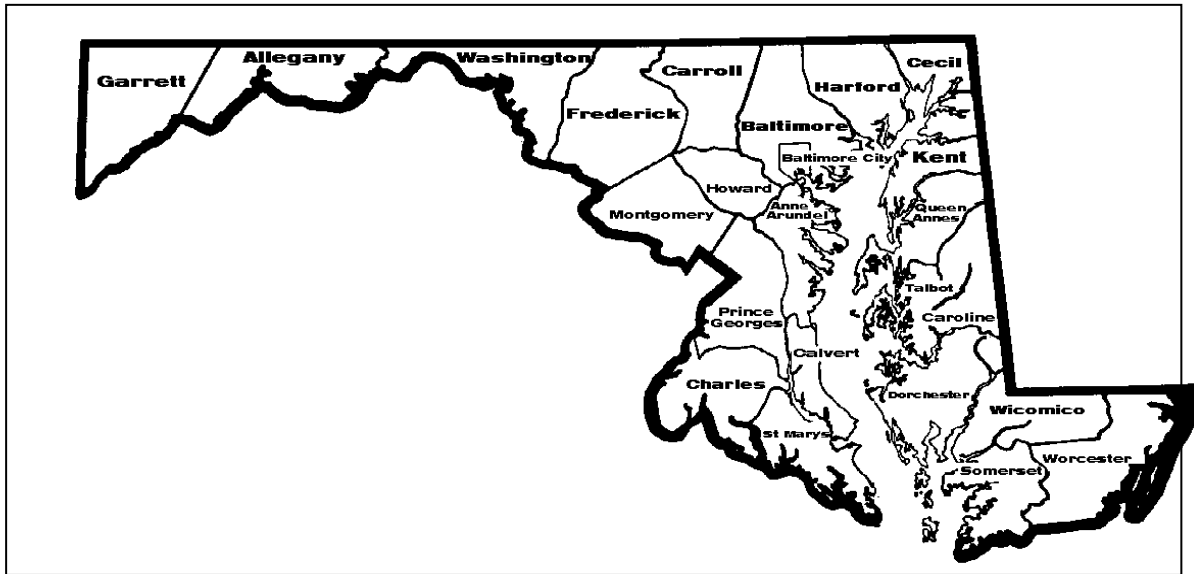 Garrett
Allegany
Washington
Frederick
Carroll
Baltimore
Harford
Cecil
Baltimore City
Kent
Howard
Montgomery
Anne
Arundel
Queen
Annes
Talbot
Prince
Georges
Caroline
Calvert
Charles
Dorchester
Wicomico
St Marys
Worcester
Somerset